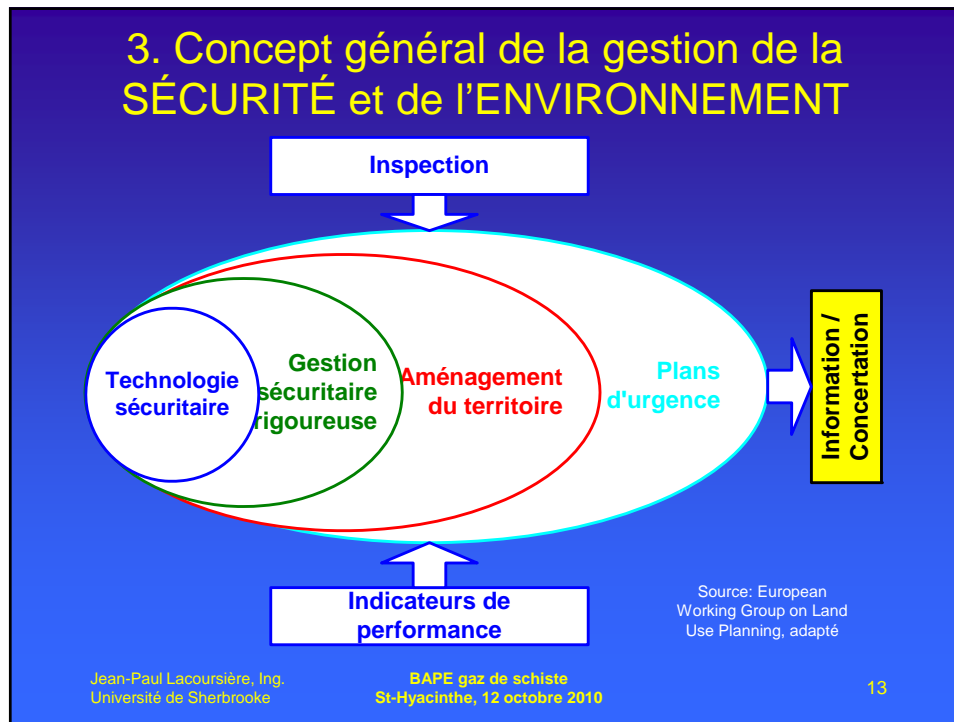 3. Concept général de la gestion de la
SÉCURITÉ et de l'ENVIRONNEMENT
Inspection
Technologie
sécuritaire
Gestion
sécuritaire
rigoureuse
Aménagement
du territoire
Plans
d'urgence
Information /
Concertation
Indicateurs de
performance
Source: European
Working Group on Land
Use Planning, adapté
Jean-Paul Lacoursière, Ing.
Université de Sherbrooke
BAPE gaz de schiste
St-Hyacinthe, 12 octobre 2010
13